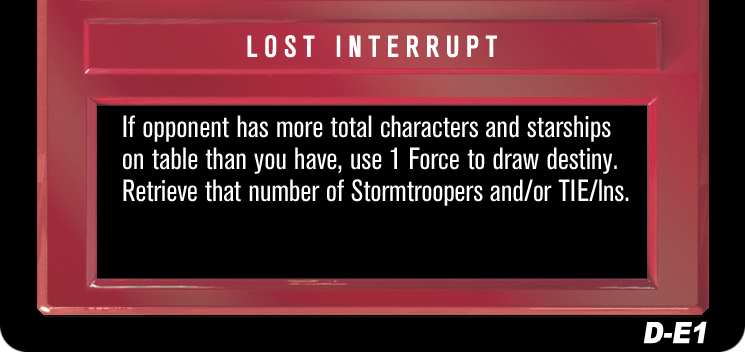 LOST INTERRUPT
If opponent has more total characters and starships
on table than you have, use 1 Force to draw destiny.
Retrieve that number of Stormtroopers and/or TIE/lns.
D-E1